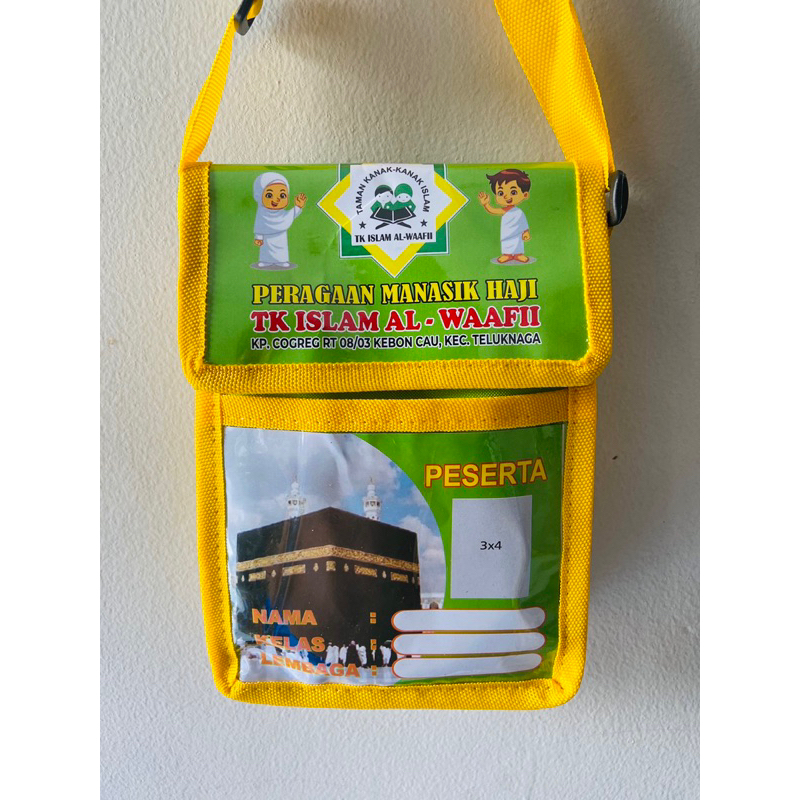 TAMAN KANAK-KANAK ISLAM
TK ISLAM AL-WAAFII
PERAGAAN MANASIK HAJI
TK ISLAM AL - WAAFII
KP. COGREG RT 08/03 KEBON CAU, KEC. TELUKNAGA
PESERTA
3x4
NAMA :
KELAS :
LEMBAGA :